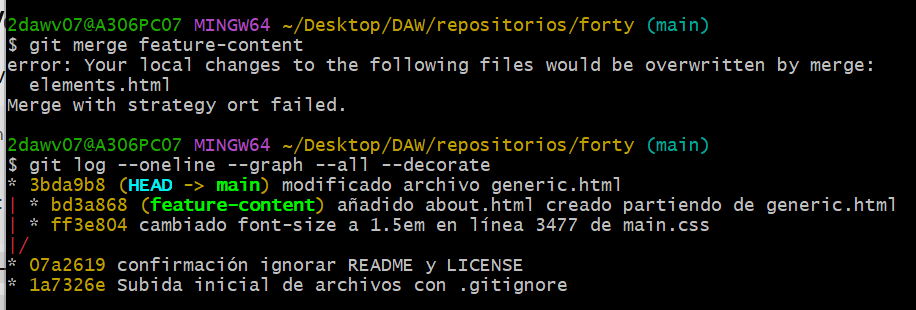 2dawv07@A306PC07 MINGW64 ~/Desktop/DAW/repositorios/forty (main)
$ git merge feature-content
error: Your local changes to the following files would be overwritten by merge:
  elements.html
Merge with strategy ort failed.

2dawv07@A306PC07 MINGW64 ~/Desktop/DAW/repositorios/forty (main)
$ git log --oneline --graph --all --decorate
* 3bda9b8 (HEAD -> main) modificado archivo generic.html
| * bd3a868 (feature-content) añadido about.html creado partiendo de generic.html
| * ff3e804 cambiado font-size a 1.5em en línea 3477 de main.css
|/
* 07a2619 confirmación ignorar README y LICENSE
* 1a7326e Subida inicial de archivos con .gitignore